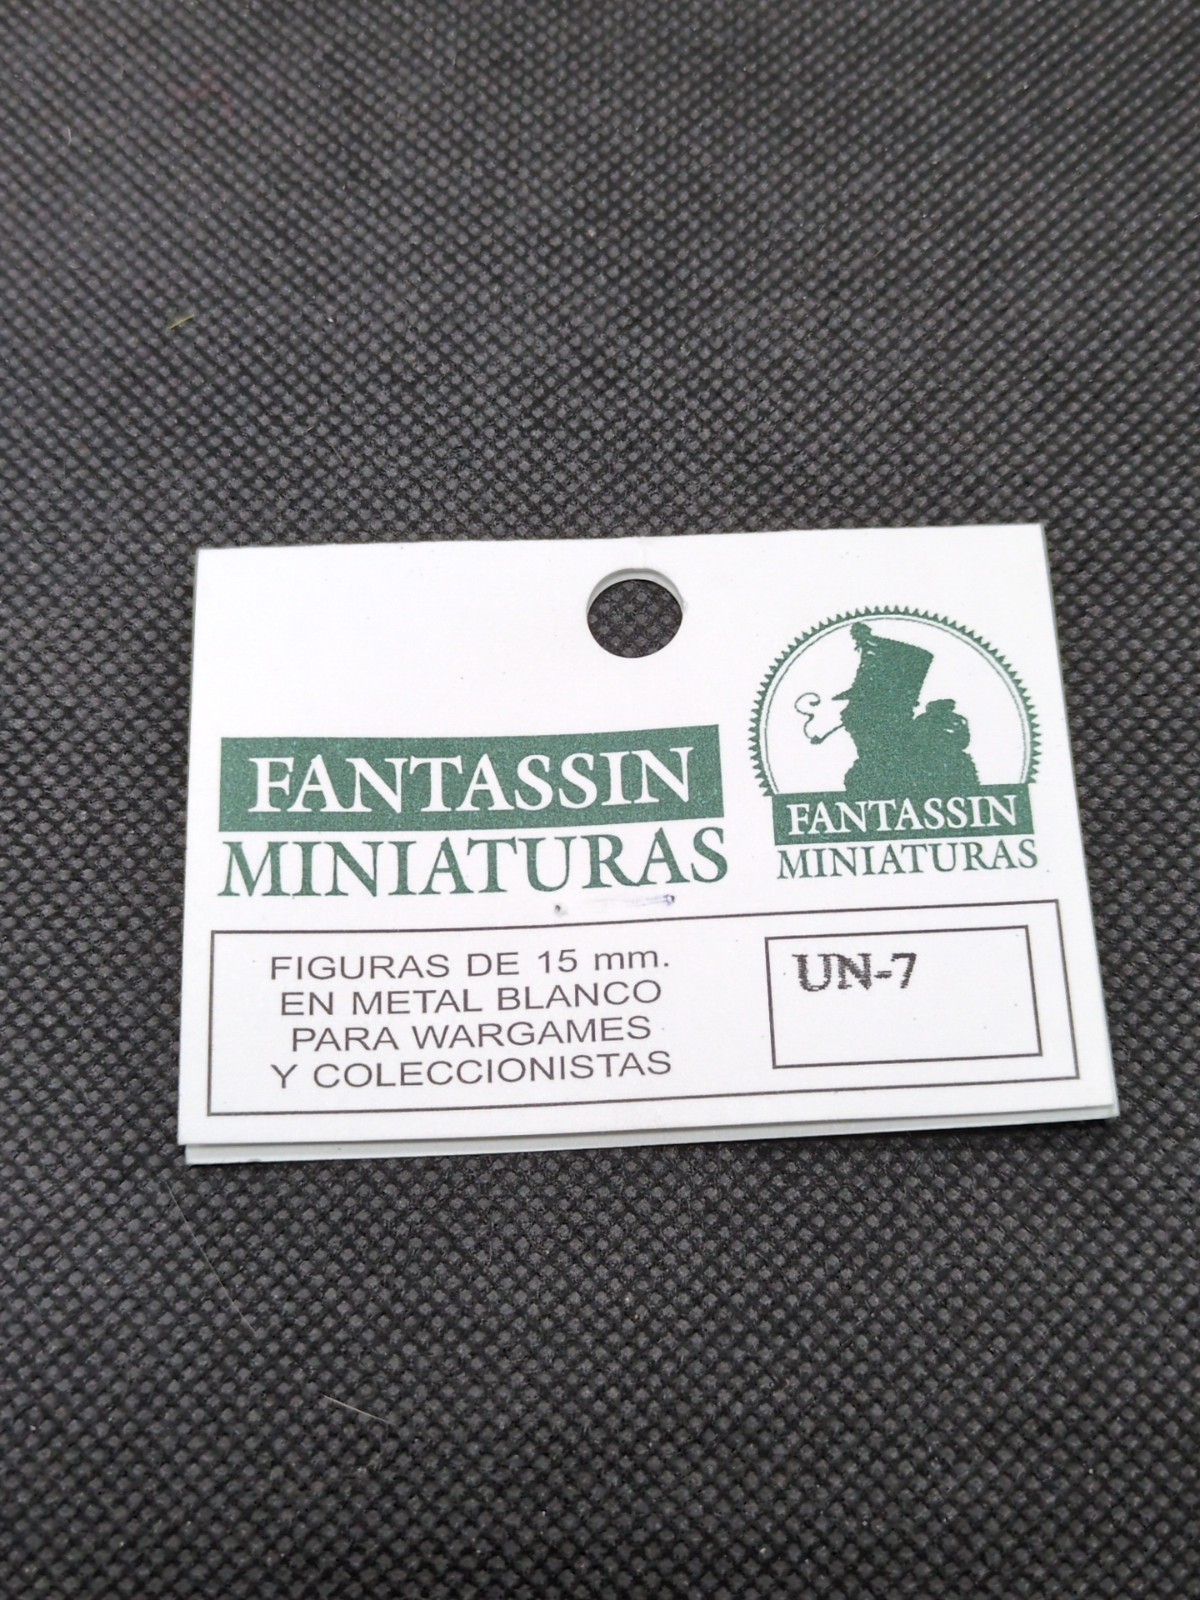 FANTASSIN
MINIATURAS
FANTASSIN
MINIATURAS
FIGURAS DE 15 mm.
EN METAL BLANCO
PARA WARGAMES
Y COLECCIONISTAS
UN-7